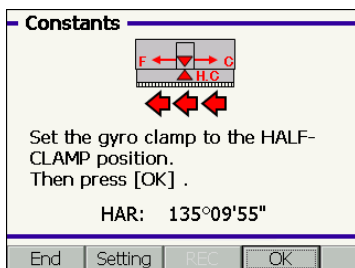 Constants
F C
H.C
Set the gyro clamp to the HALF-
CLAMP position.
Then press [OK] .
HAR: 135°09'55"
End Setting REC OK